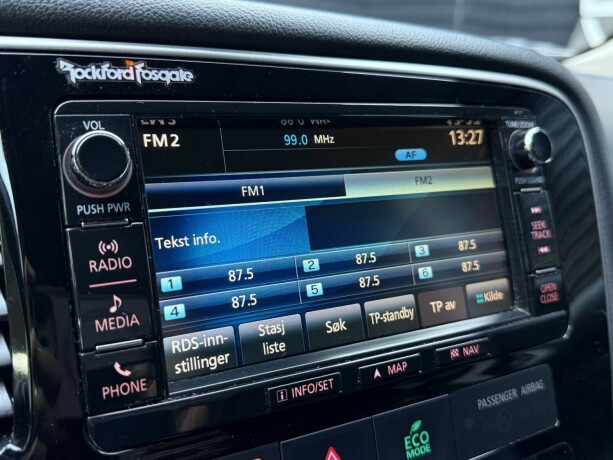 Rockford Fosgate
VOL
PUSH PWR
RADIO
MEDIA
PHONE
FM2
99.0 MHz
AF
13:27
FM1
FM2
Tekst info.
1 87.5
2 87.5
3 87.5
4 87.5
5 87.5
6 87.5
RDS-inn-
stillinger
Stasj
liste
Søk
TP-standby
TP av
Kilde
TUNE/ZOOM
PUSH SOUND
SEEK
TRACK
OPEN
CLOSE
i INFO/SET
MAP
NAV
ECO
MODE
PASSENGER AIRBAG